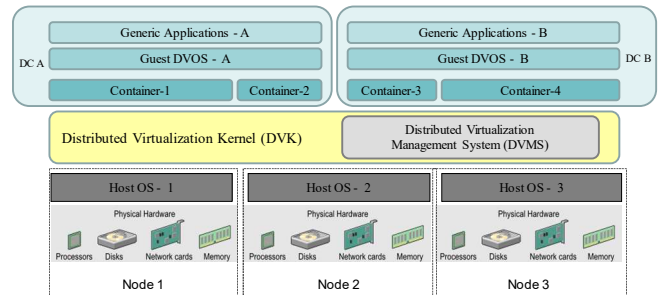 Generic Applications - A
Generic Applications - B
DC A
Guest DVOS - A
Guest DVOS - B
DC B
Container-1
Container-2
Container-3
Container-4
Distributed Virtualization Kernel (DVK)
Distributed Virtualization
Management System (DVMS)
Host OS - 1
Host OS - 2
Host OS - 3
Physical Hardware
Physical Hardware
Physical Hardware
Processors Disks Network cards Memory
Processors Disks Network cards Memory
Processors Disks Network cards Memory
Node 1
Node 2
Node 3